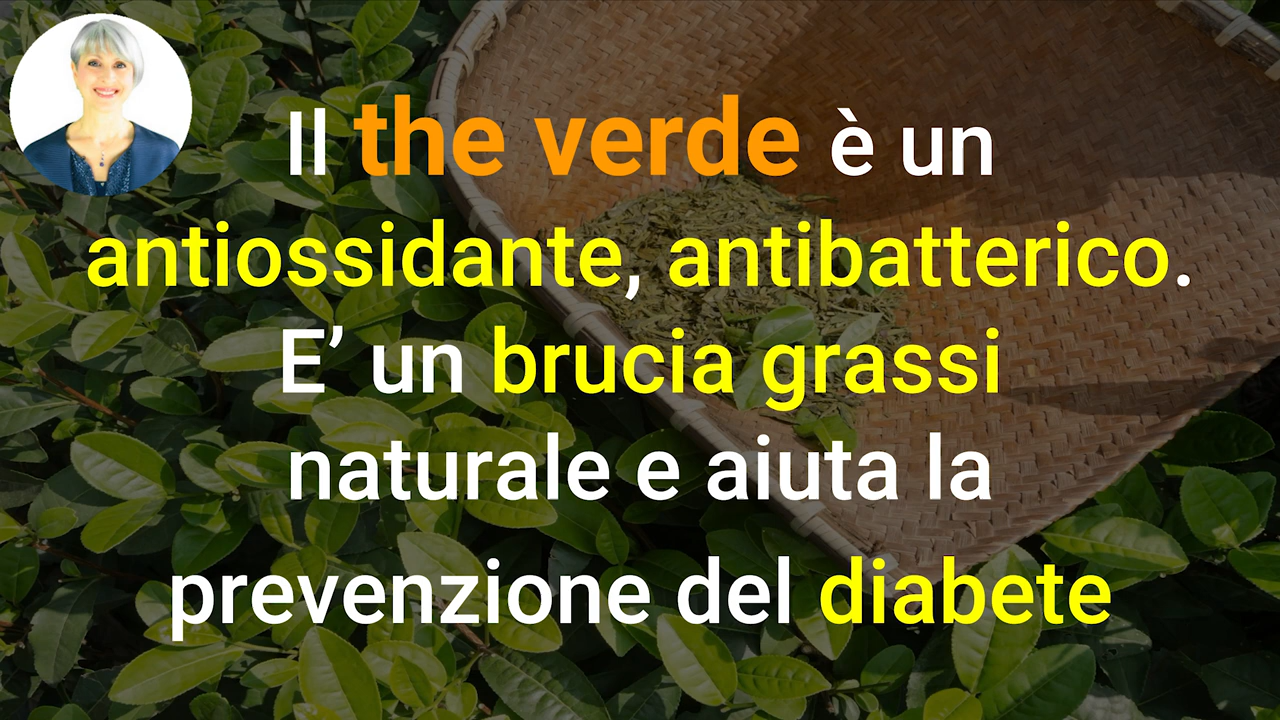 Il the verde è un
antiossidante, antibatterico.
E’ un brucia grassi
naturale e aiuta la
prevenzione del diabete